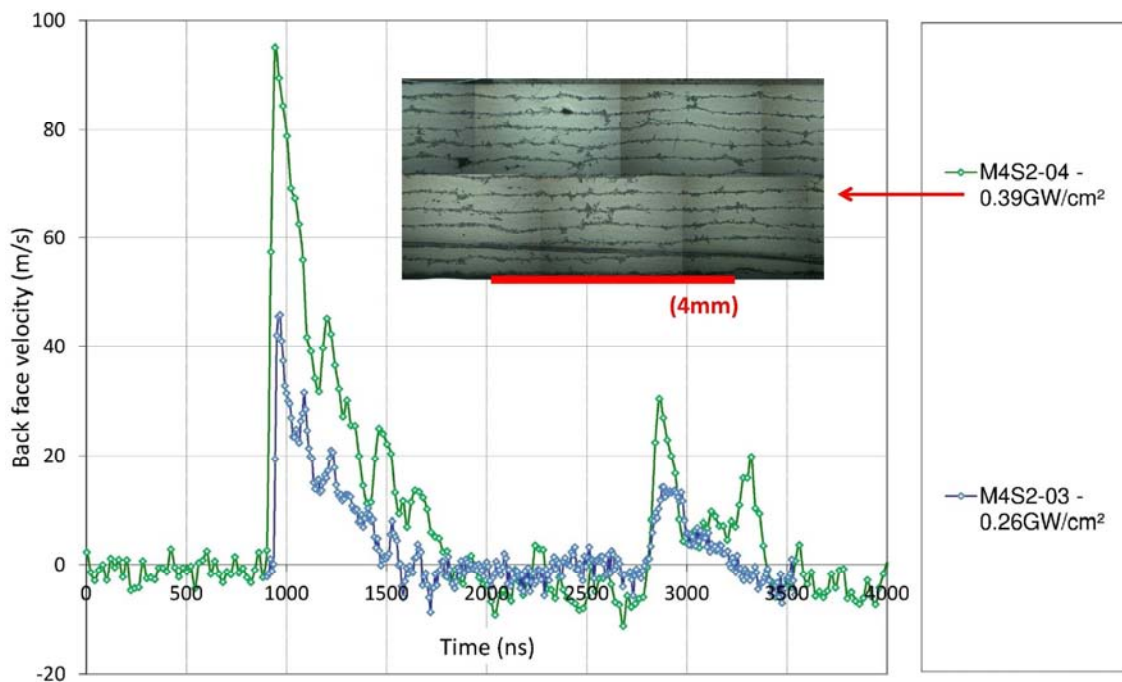 100
80
60
40
20
0
-20
Back face velocity (m/s)
0 500 1000 1500 2000 2500 3000 3500 4000
Time (ns)
(4mm)
M4S2-04 -
0.39GW/cm²
M4S2-03 -
0.26GW/cm²